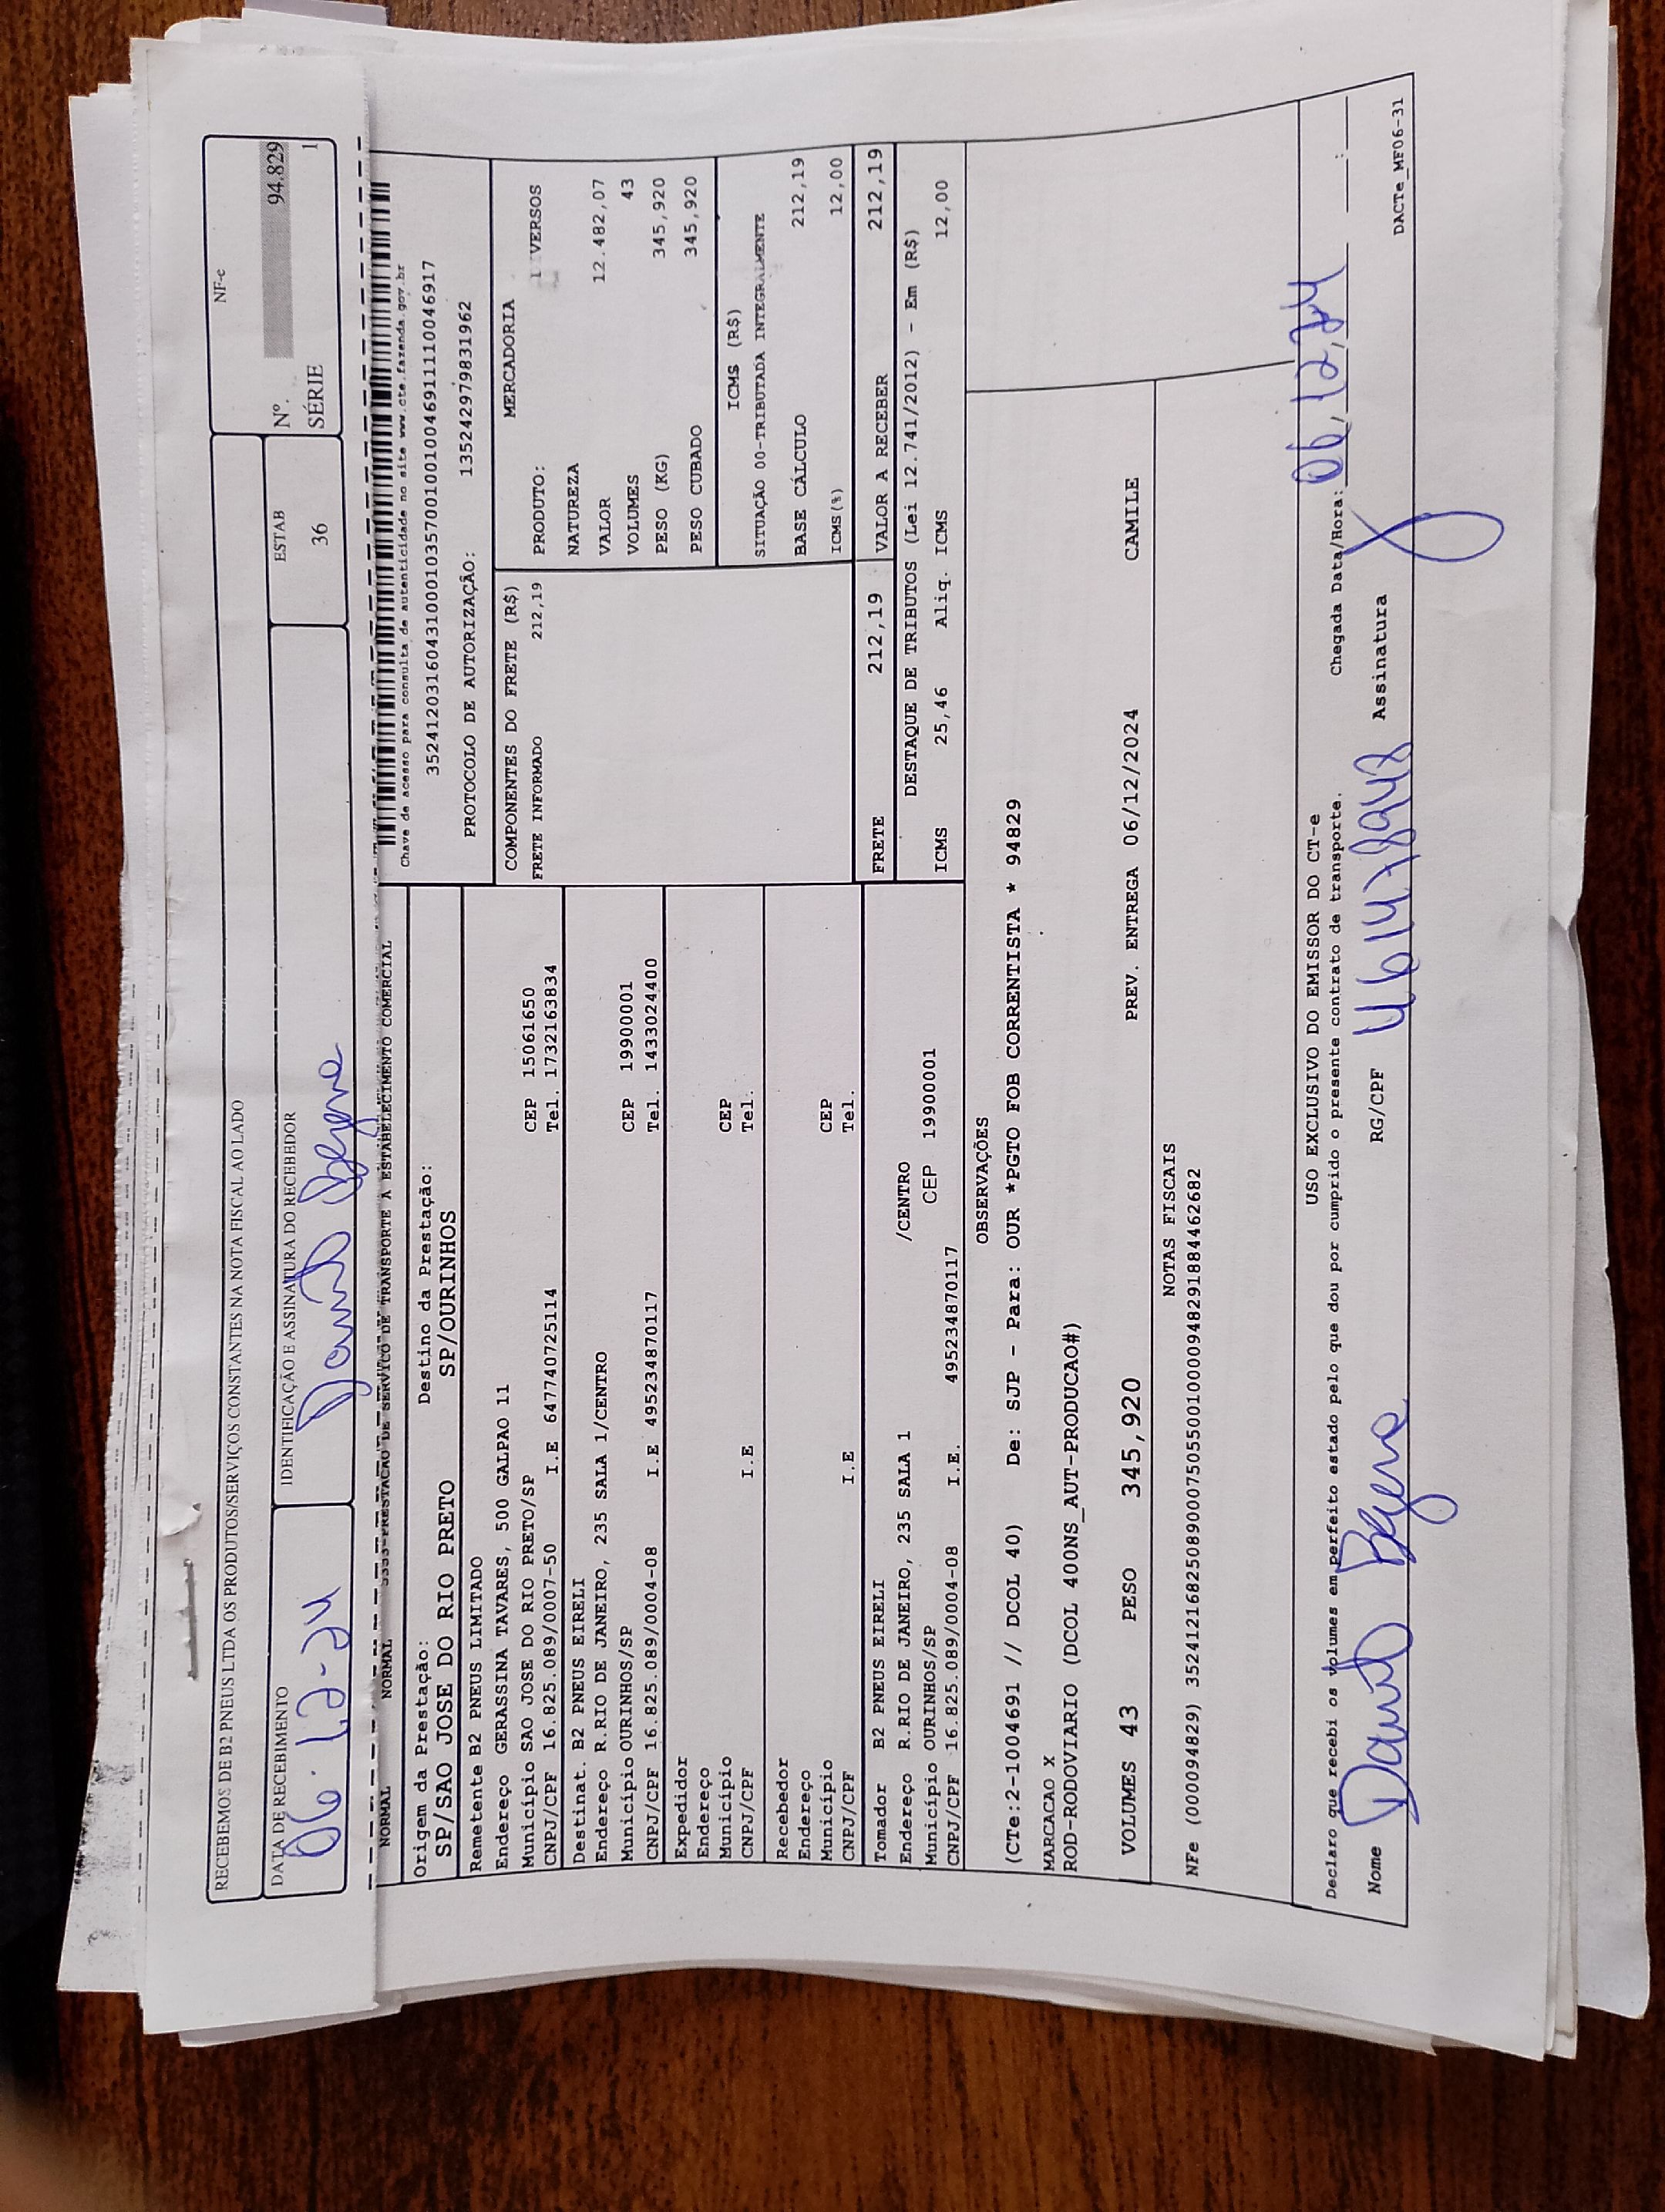 RECEBEMOS DE B2 PNEUS LTDA OS PRODUTOS/SERVIÇOS CONSTANTES NA NOTA FISCAL AO LADO
NF-e
DATA DE RECEBIMENTO
06-12-24
IDENTIFICAÇÃO E ASSINATURA DO RECEBEDOR
ESTAB
36
Nº. 94.829
SÉRIE 1
NORMAL NORMAL 5353-PRESTAÇÃO DE SERVIÇO DE TRANSPORTE A ESTABELECIMENTO COMERCIAL
Chave de acesso para consulta de autenticidade no site www.cte.fazenda.gov.br
35241203160431000103570010010046911110046917
PROTOCOLO DE AUTORIZAÇÃO: 135242979831962
Origem da Prestação: Destino da Prestação:
SP/SAO JOSE DO RIO PRETO SP/OURINHOS
Remetente B2 PNEUS LIMITADO
Endereço GERASSINA TAVARES, 500 GALPAO 11
Município SAO JOSE DO RIO PRETO/SP CEP 15061650
CNPJ/CPF 16.825.089/0007-50 I.E 647740725114 Tel. 1732163834
Destinat. B2 PNEUS EIRELI
Endereço R.RIO DE JANEIRO, 235 SALA 1/CENTRO
Município OURINHOS/SP CEP 19900001
CNPJ/CPF 16.825.089/0004-08 I.E 495234870117 Tel. 1433024400
Expedidor
Endereço
Município CEP
CNPJ/CPF I.E Tel.
Recebedor
Endereço
Município CEP
CNPJ/CPF I.E Tel.
Tomador B2 PNEUS EIRELI
Endereço R.RIO DE JANEIRO, 235 SALA 1 /CENTRO
Município OURINHOS/SP CEP 19900001
CNPJ/CPF 16.825.089/0004-08 I.E. 495234870117
COMPONENTES DO FRETE (R$)
FRETE INFORMADO 212,19
MERCADORIA
PRODUTO: VERSOS
NATUREZA
VALOR 12.482,07
VOLUMES 43
PESO (KG) 345,920
PESO CUBADO 345,920
ICMS (R$)
SITUAÇÃO 00-TRIBUTADA INTEGRALMENTE
BASE CÁLCULO 212,19
ICMS(%) 12,00
FRETE 212,19 VALOR A RECEBER 212,19
DESTAQUE DE TRIBUTOS (Lei 12.741/2012) - Em (R$)
ICMS 25,46 Aliq. ICMS 12,00
OBSERVAÇÕES
(CTe:2-1004691 // DCOL 40) De: SJP - Para: OUR *PGTO FOB CORRENTISTA * 94829
MARCACAO X
ROD-RODOVIARIO (DCOL 400NS_AUT-PRODUCAO#)
VOLUMES 43 PESO 345,920 PREV. ENTREGA 06/12/2024 CAMILE
NOTAS FISCAIS
NFe (000094829) 35241216825089000750550010000948291884462682
USO EXCLUSIVO DO EMISSOR DO CT-e
Declaro que recebi os volumes em perfeito estado pelo que dou por cumprido o presente contrato de transporte.
Chegada Data/Hora: 06/12/24 :
Nome RG/CPF Assinatura
DACTe_MF06-31